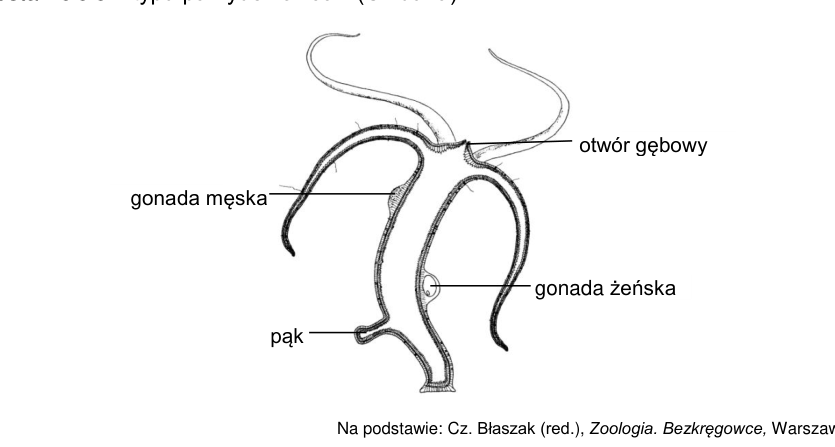 otwór gębowy
gonada męska
gonada żeńska
pąk
Na podstawie: Cz. Błaszak (red.), Zoologia. Bezkręgowce, Warszaw